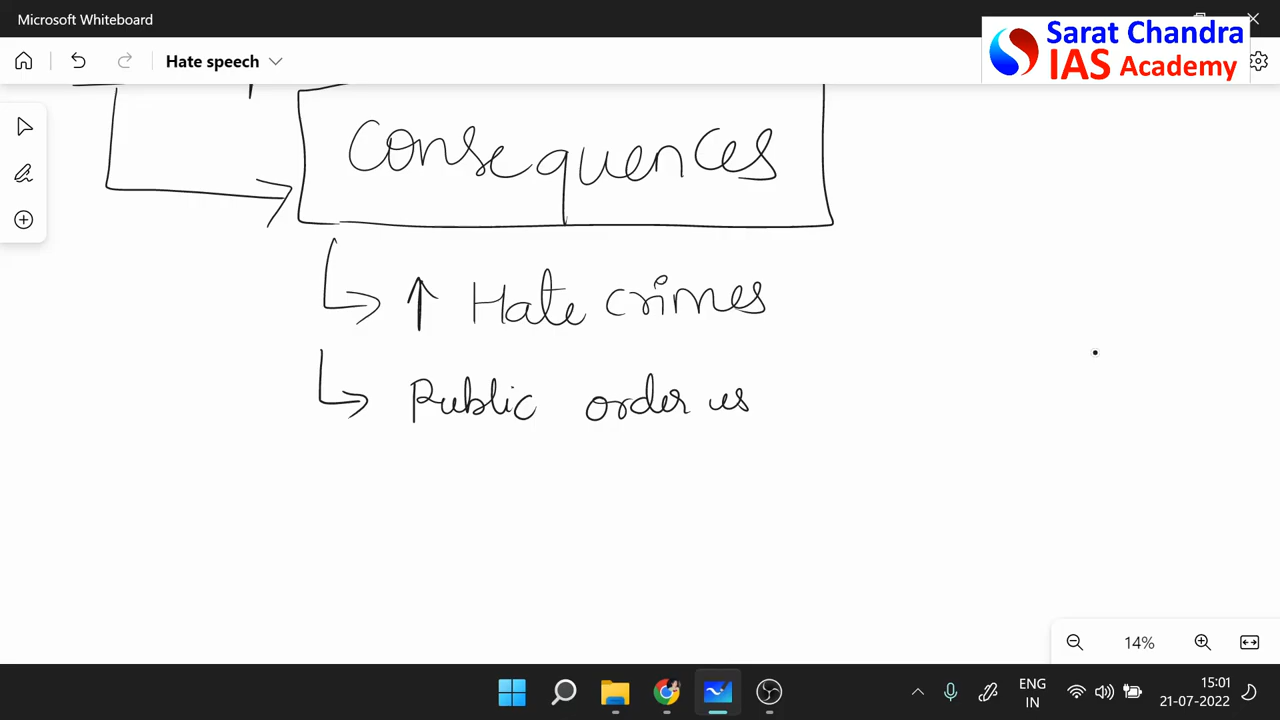 Microsoft Whiteboard
Sarat Chandra
IAS Academy
Hate speech
Consequences
↑ Hate crimes
Public order
14%
ENG
IN
15:01
21-07-2022